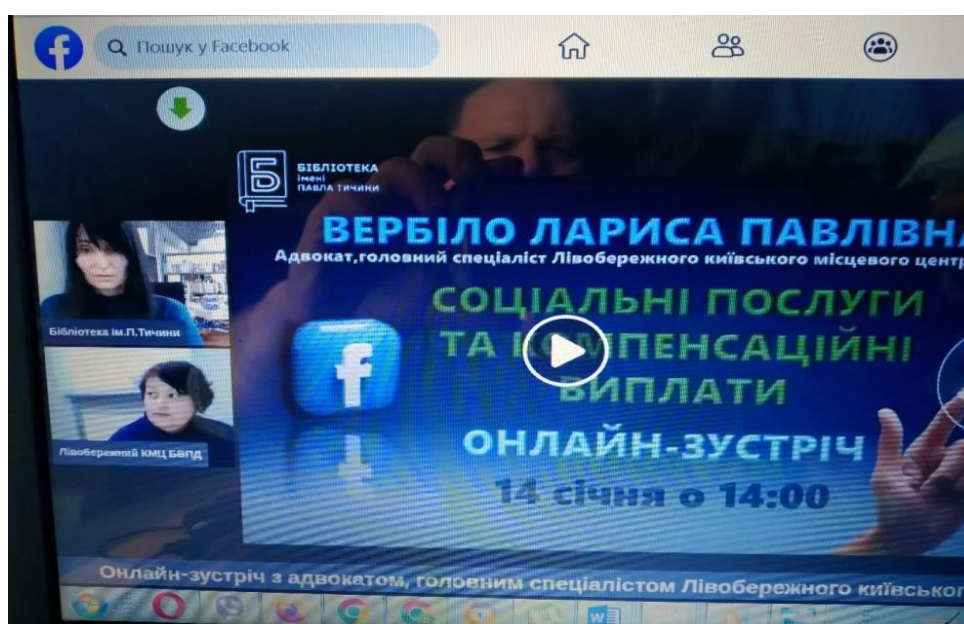 Пошук у Facebook
Б
БІБЛІОТЕКА
імені
ПАВЛА ТИЧИНИ
ВЕРБІЛО ЛАРИСА ПАВЛІВНА
Адвокат,головний спеціаліст Лівобережного київського місцевого центр
СОЦІАЛЬНІ ПОСЛУГИ
ТА КОМПЕНСАЦІЙНІ
ВИПЛАТИ
ОНЛАЙН-ЗУСТРІЧ
14 січня о 14:00
Бібліотека ім.П.Тичини
Лівобережний КМЦ БВПД
Онлайн-зустріч з адвокатом, головним спеціалістом Лівобережного київськог